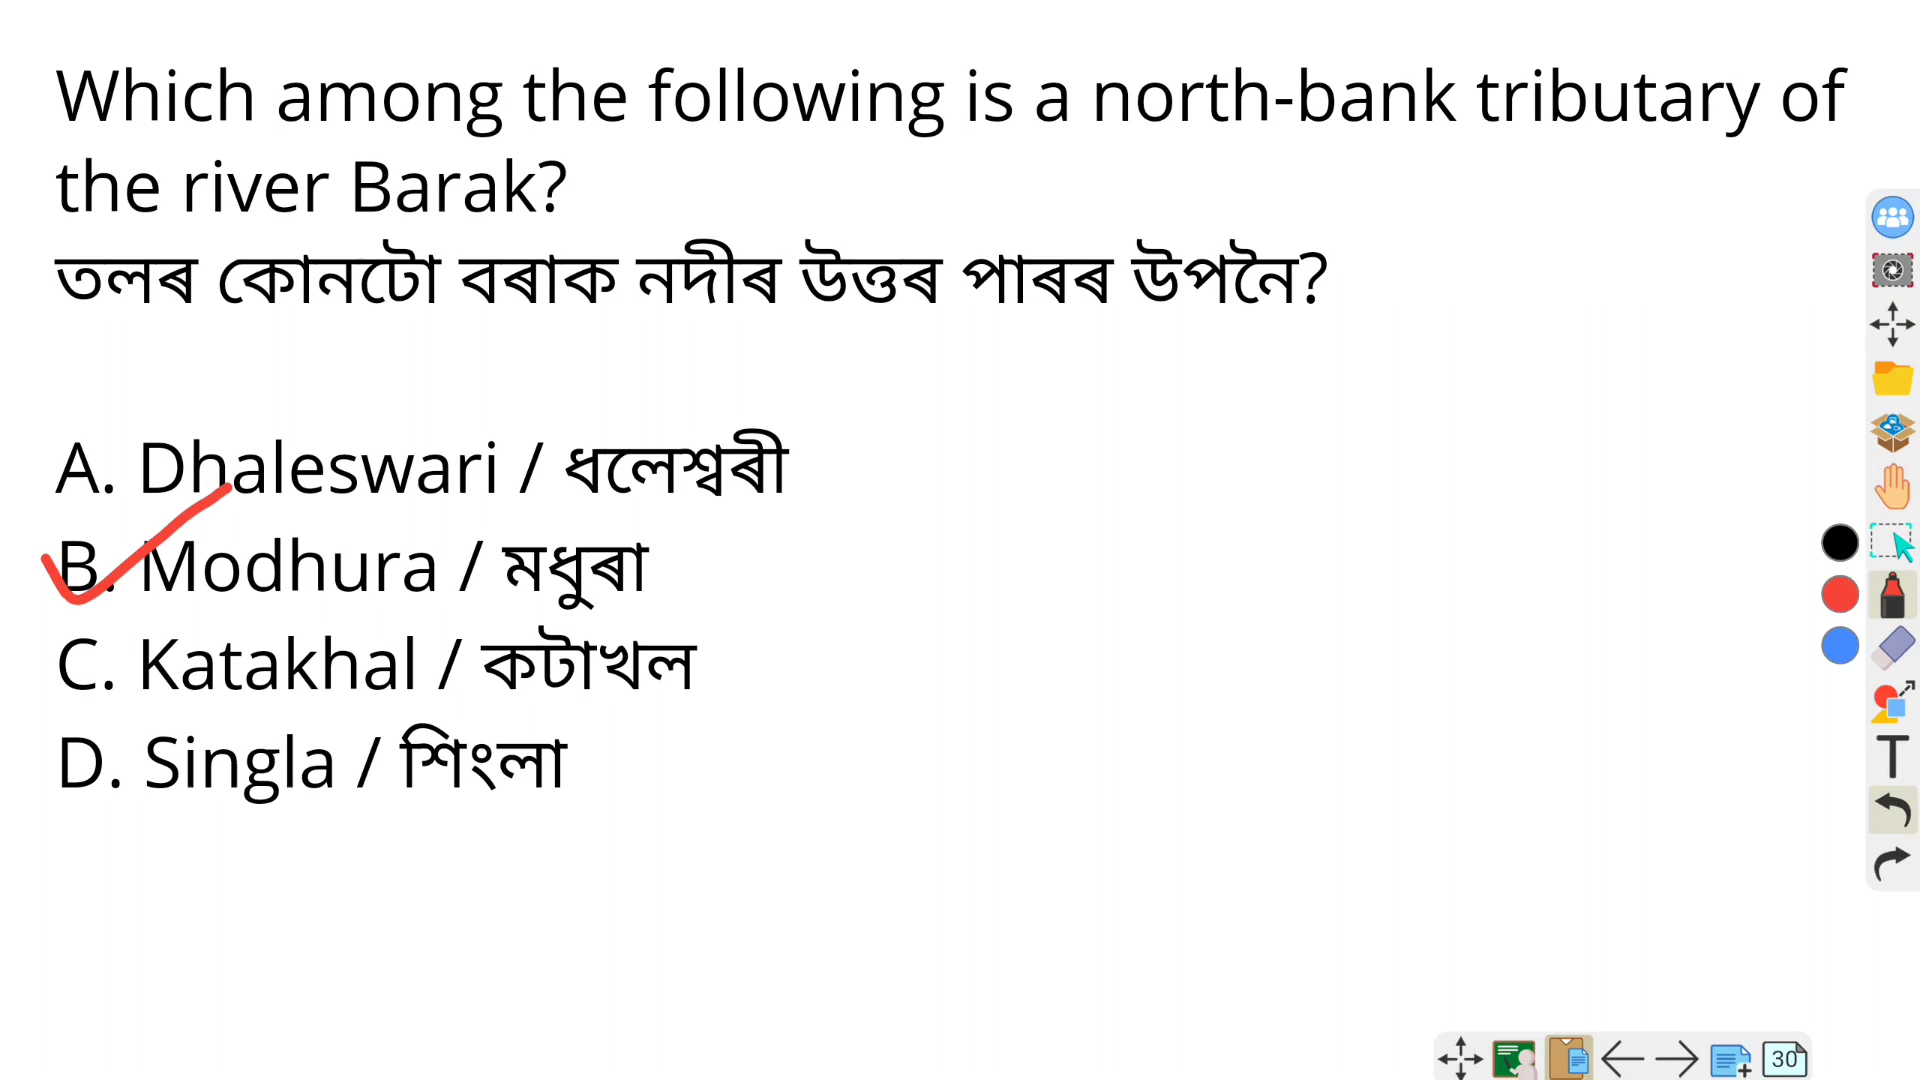 Which among the following is a north-bank tributary of
the river Barak?
তলৰ কোনটো বৰাক নদীৰ উত্তৰ পাৰৰ উপনৈ?
A. Dhaleswari / ধলেশ্বৰী
B. Modhura / মধুৰা
C. Katakhal / কটাখল
D. Singla / শিংলা
30